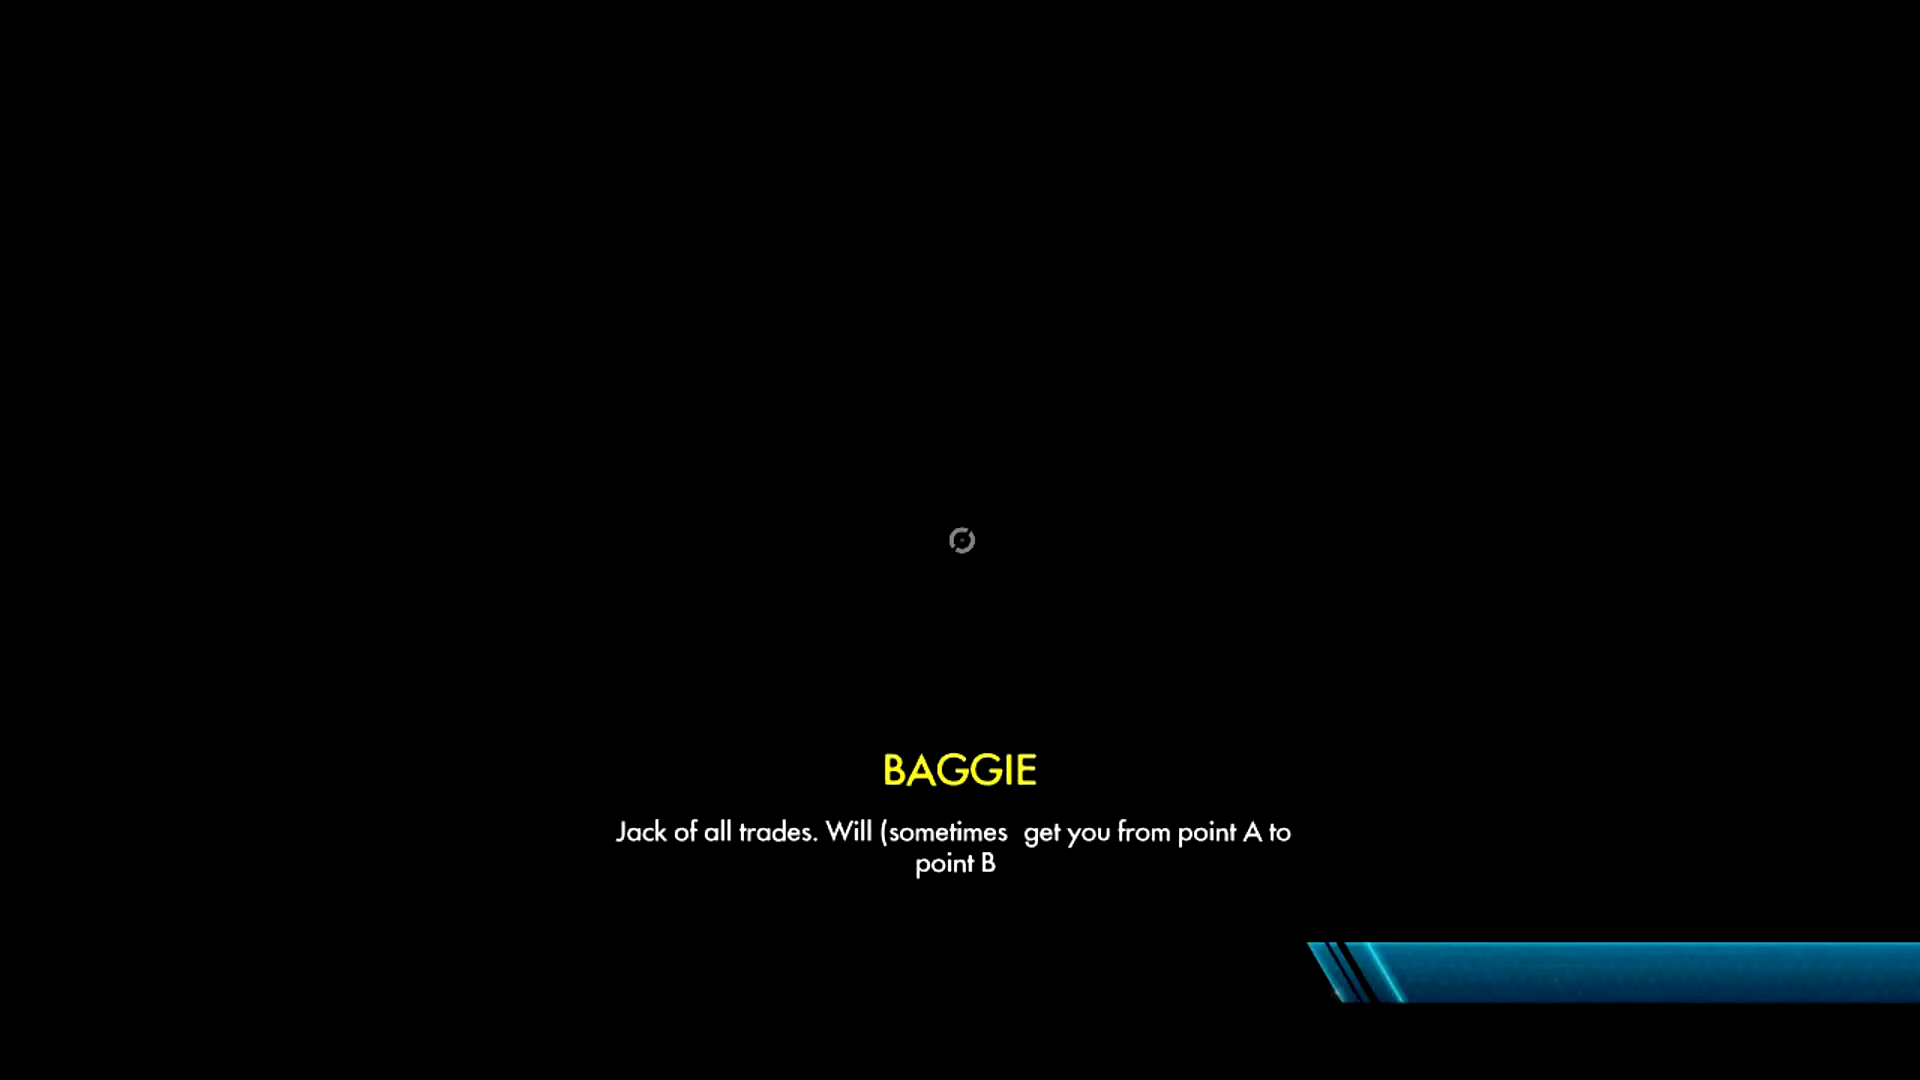 BAGGIE
Jack of all trades. Will (sometimes  get you from point A to
point B